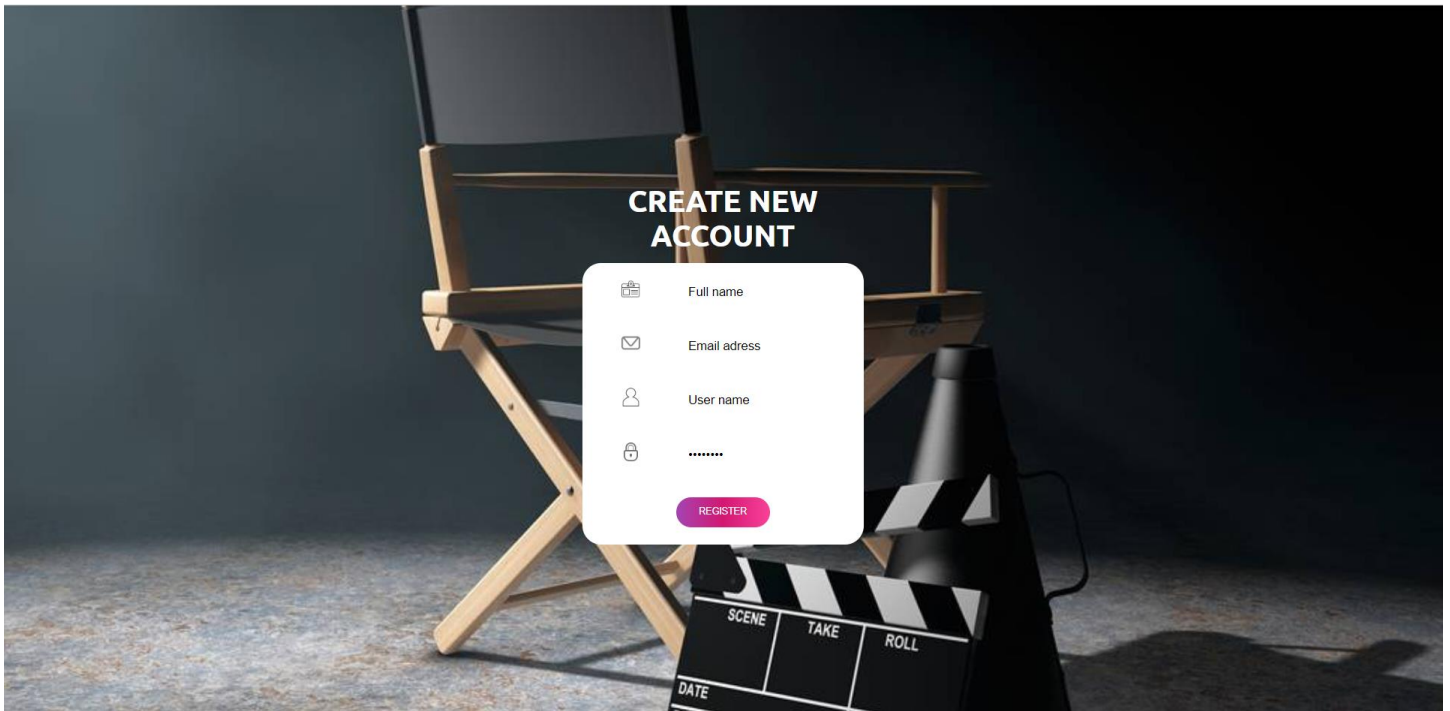 CREATE NEW
ACCOUNT
Full name
Email adress
User name
••••••••
REGISTER
SCENE TAKE ROLL
DATE